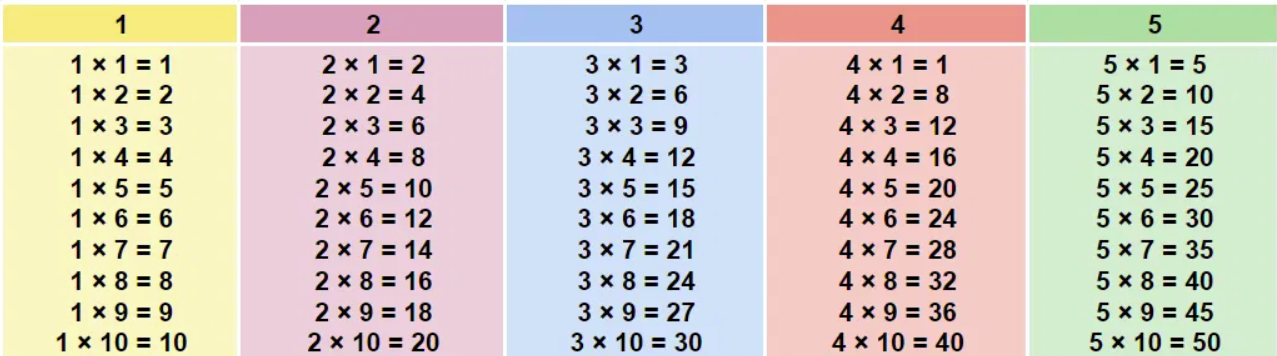 1
1 × 1 = 1
1 × 2 = 2
1 × 3 = 3
1 × 4 = 4
1 × 5 = 5
1 × 6 = 6
1 × 7 = 7
1 × 8 = 8
1 × 9 = 9
1 × 10 = 10
2
2 × 1 = 2
2 × 2 = 4
2 × 3 = 6
2 × 4 = 8
2 × 5 = 10
2 × 6 = 12
2 × 7 = 14
2 × 8 = 16
2 × 9 = 18
2 × 10 = 20
3
3 × 1 = 3
3 × 2 = 6
3 × 3 = 9
3 × 4 = 12
3 × 5 = 15
3 × 6 = 18
3 × 7 = 21
3 × 8 = 24
3 × 9 = 27
3 × 10 = 30
4
4 × 1 = 1
4 × 2 = 8
4 × 3 = 12
4 × 4 = 16
4 × 5 = 20
4 × 6 = 24
4 × 7 = 28
4 × 8 = 32
4 × 9 = 36
4 × 10 = 40
5
5 × 1 = 5
5 × 2 = 10
5 × 3 = 15
5 × 4 = 20
5 × 5 = 25
5 × 6 = 30
5 × 7 = 35
5 × 8 = 40
5 × 9 = 45
5 × 10 = 50